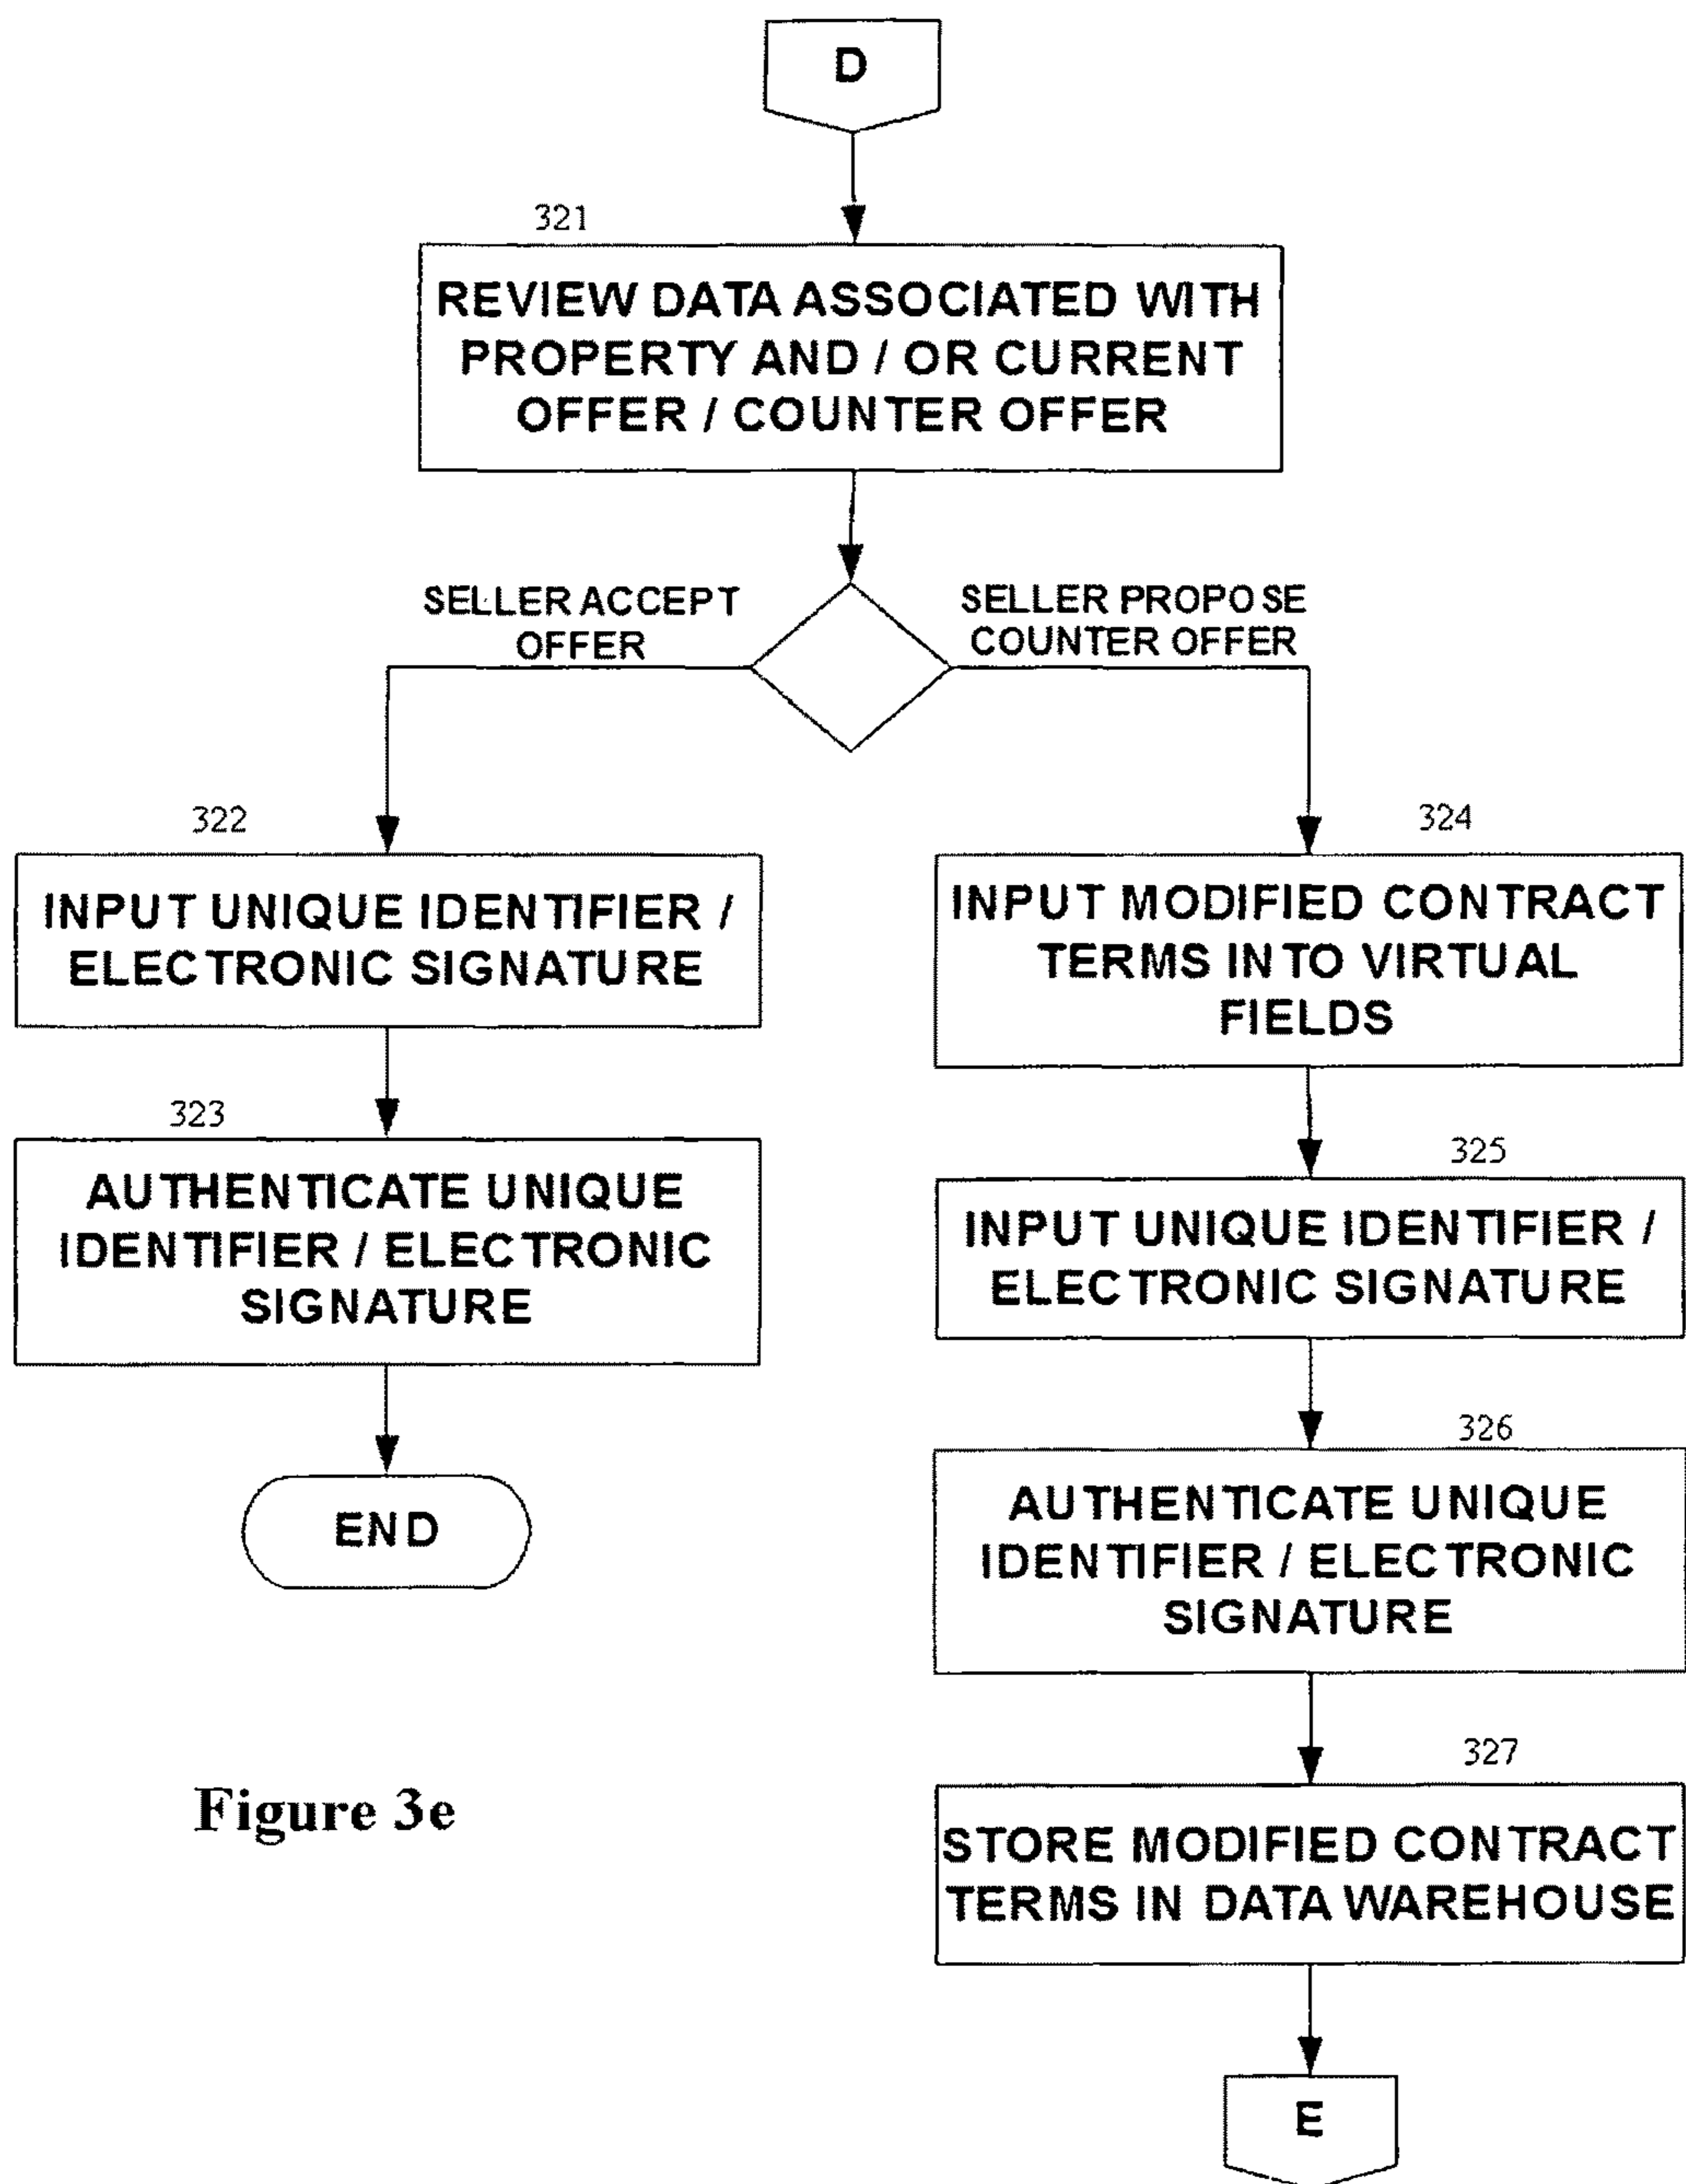 D
321
REVIEW DATA ASSOCIATED WITH
PROPERTY AND / OR CURRENT
OFFER / COUNTER OFFER
SELLER ACCEPT
OFFER
SELLER PROPOSE
COUNTER OFFER
322
INPUT UNIQUE IDENTIFIER /
ELECTRONIC SIGNATURE
323
AUTHENTICATE UNIQUE
IDENTIFIER / ELECTRONIC
SIGNATURE
END
324
INPUT MODIFIED CONTRACT
TERMS INTO VIRTUAL
FIELDS
325
INPUT UNIQUE IDENTIFIER /
ELECTRONIC SIGNATURE
326
AUTHENTICATE UNIQUE
IDENTIFIER / ELECTRONIC
SIGNATURE
327
STORE MODIFIED CONTRACT
TERMS IN DATA WAREHOUSE
E
Figure 3e